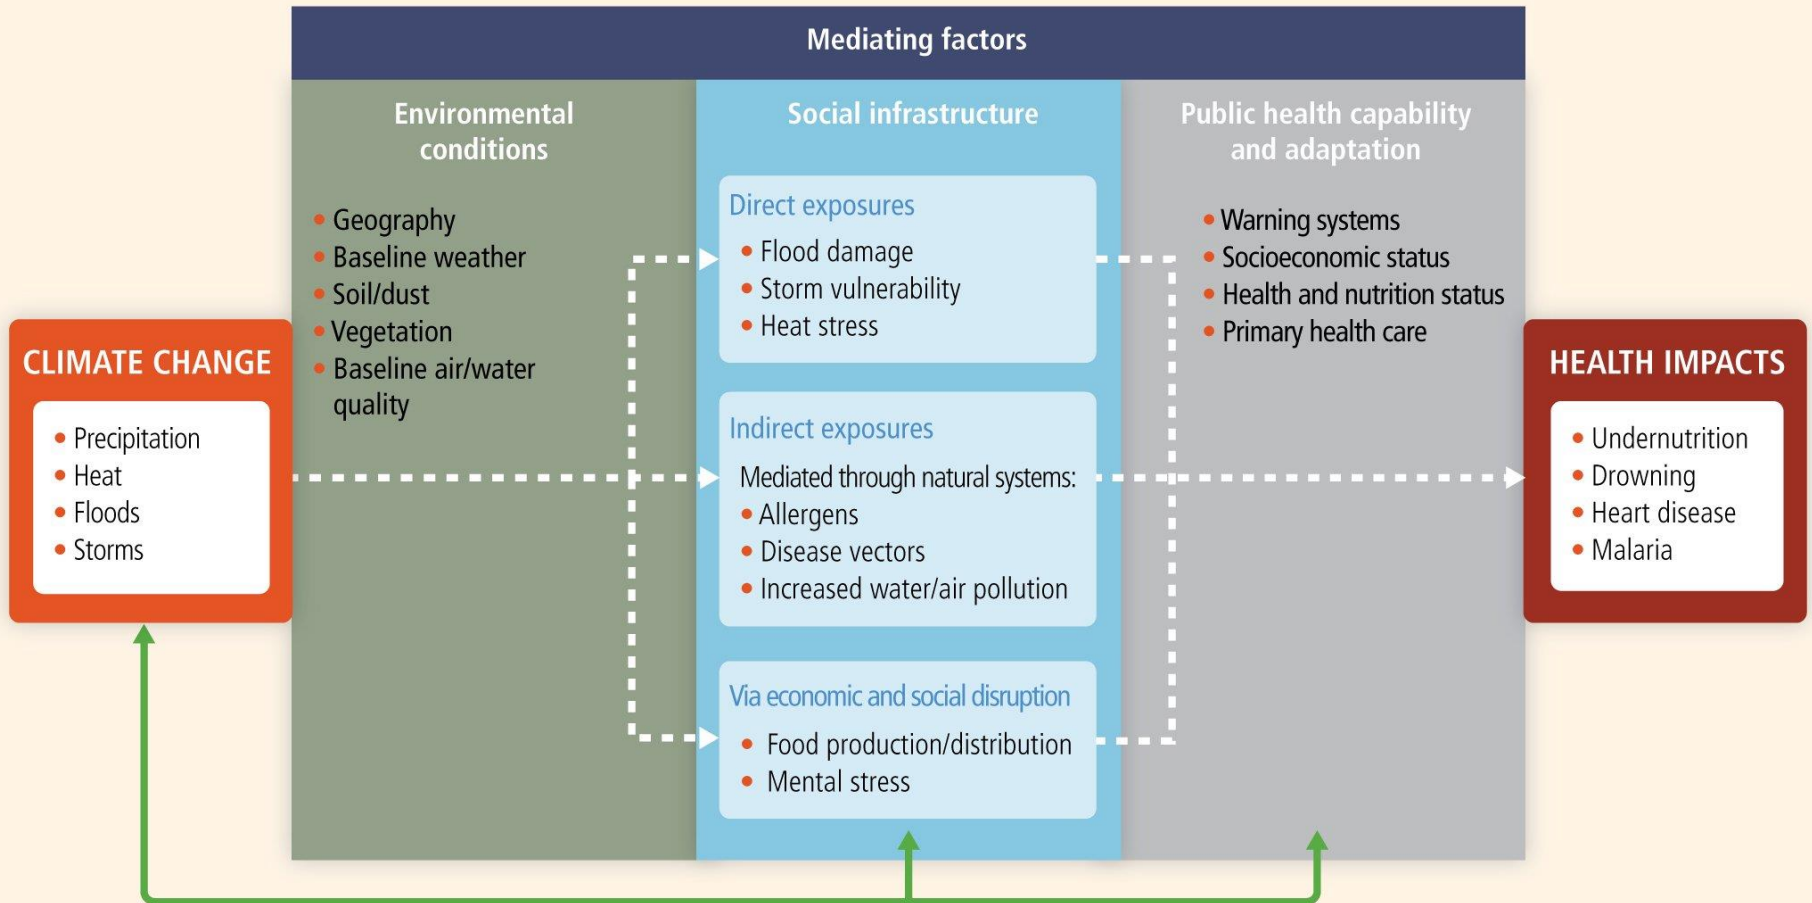 Mediating factors
Environmental
conditions
• Geography
• Baseline weather
• Soil/dust
• Vegetation
• Baseline air/water
quality
Social infrastructure
Direct exposures
• Flood damage
• Storm vulnerability
• Heat stress
Indirect exposures
Mediated through natural systems:
• Allergens
• Disease vectors
• Increased water/air pollution
Via economic and social disruption
• Food production/distribution
• Mental stress
Public health capability
and adaptation
• Warning systems
• Socioeconomic status
• Health and nutrition status
• Primary health care
CLIMATE CHANGE
• Precipitation
• Heat
• Floods
• Storms
HEALTH IMPACTS
• Undernutrition
• Drowning
• Heart disease
• Malaria